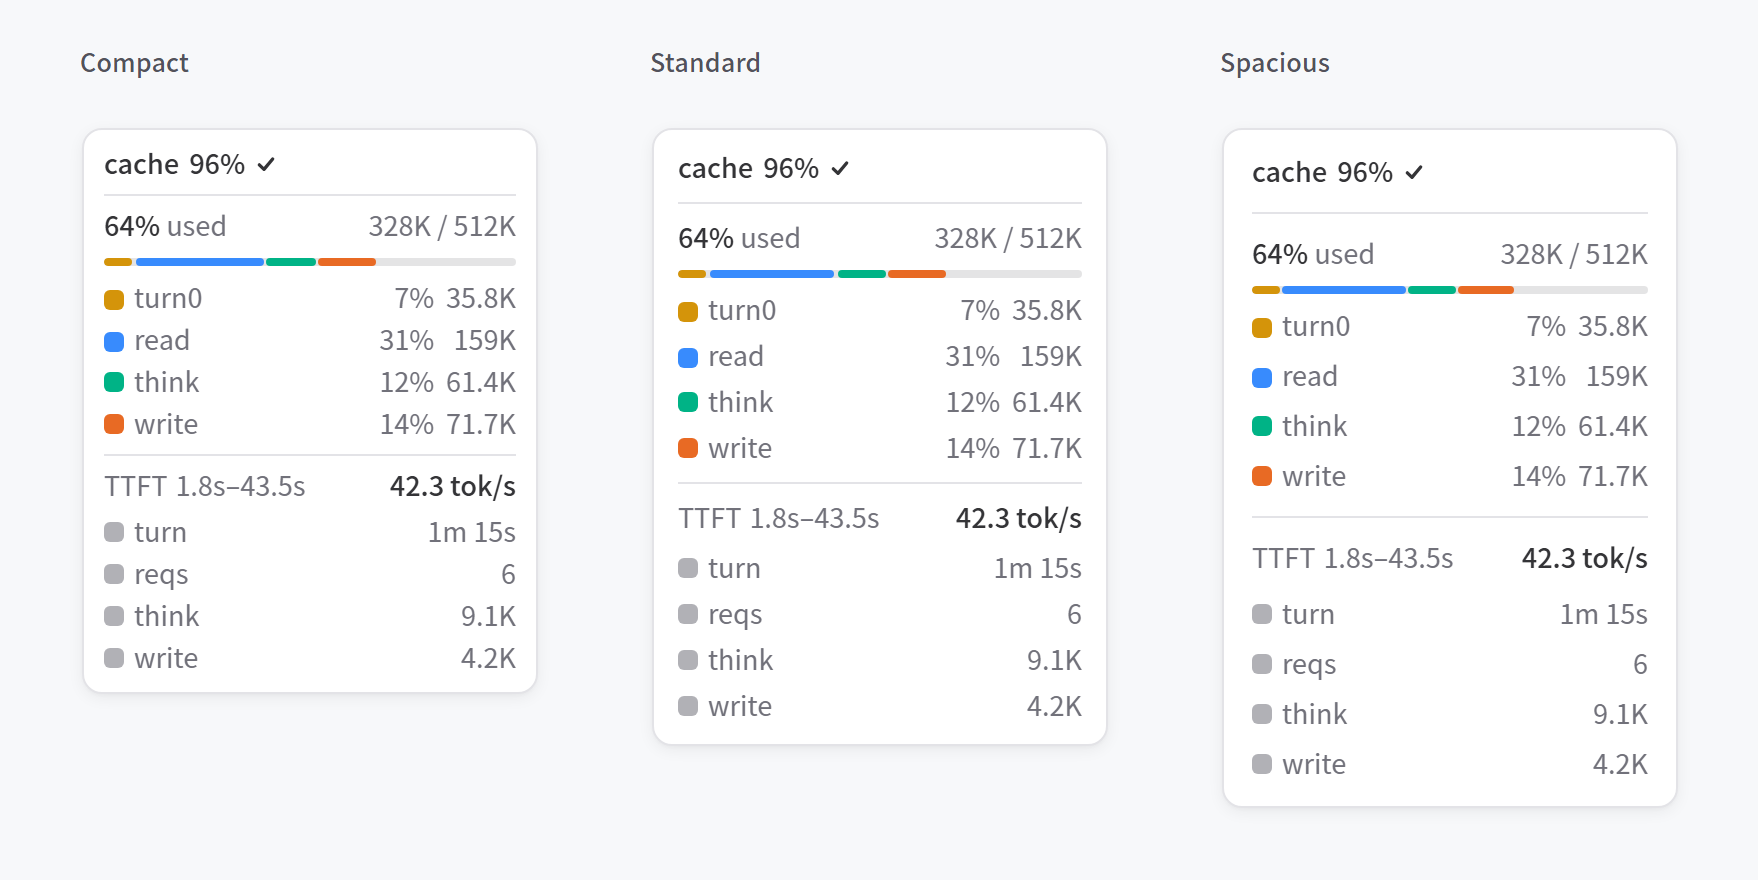 Compact
cache 96% ✓
64% used 328K / 512K
turn0 7% 35.8K
read 31% 159K
think 12% 61.4K
write 14% 71.7K
TTFT 1.8s–43.5s 42.3 tok/s
turn 1m 15s
reqs 6
think 9.1K
write 4.2K
Standard
cache 96% ✓
64% used 328K / 512K
turn0 7% 35.8K
read 31% 159K
think 12% 61.4K
write 14% 71.7K
TTFT 1.8s–43.5s 42.3 tok/s
turn 1m 15s
reqs 6
think 9.1K
write 4.2K
Spacious
cache 96% ✓
64% used 328K / 512K
turn0 7% 35.8K
read 31% 159K
think 12% 61.4K
write 14% 71.7K
TTFT 1.8s–43.5s 42.3 tok/s
turn 1m 15s
reqs 6
think 9.1K
write 4.2K